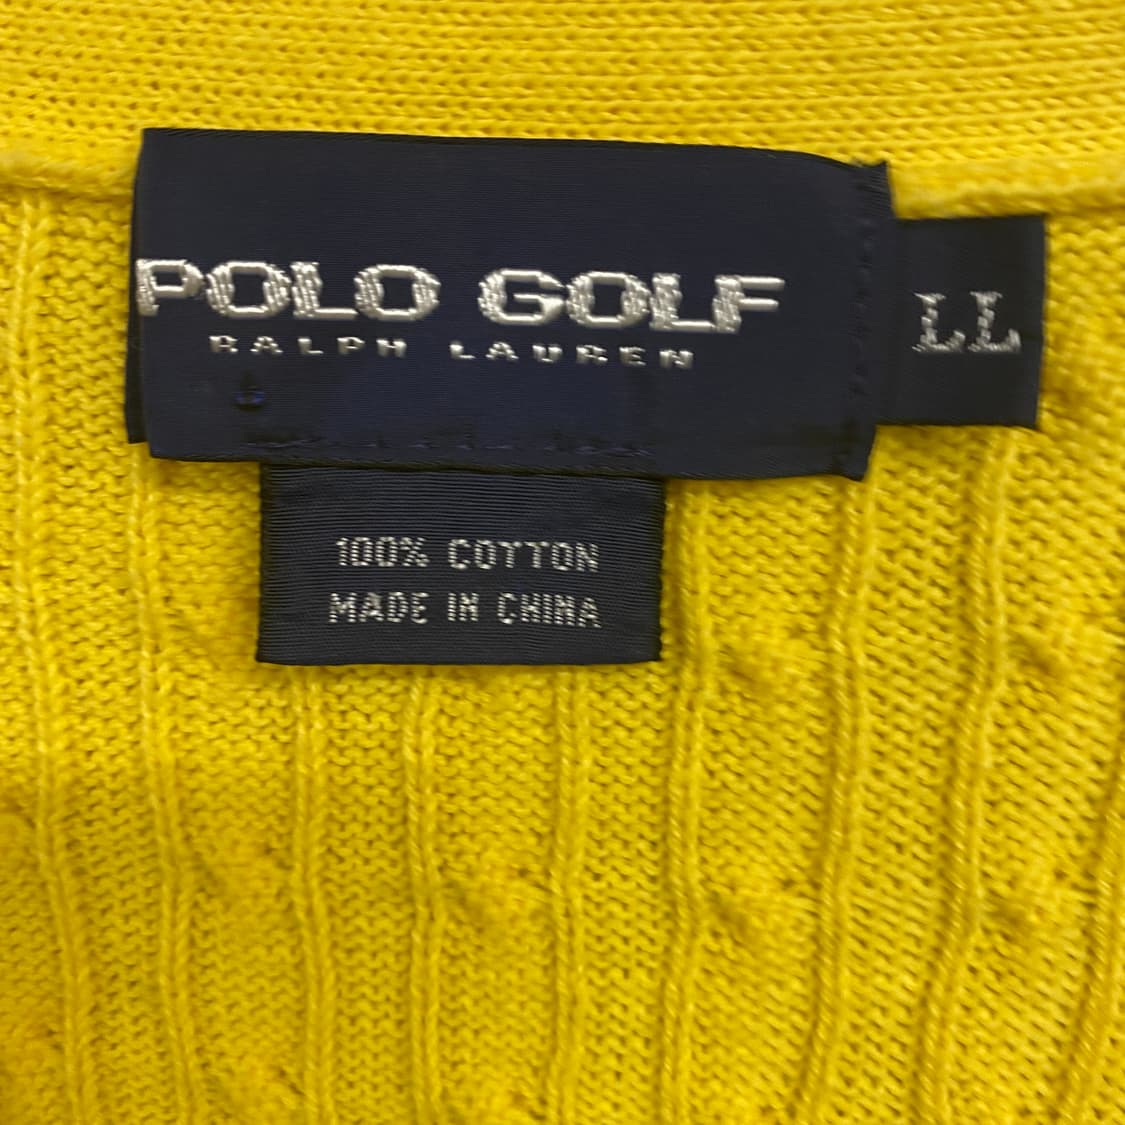 POLO GOLF
RALPH LAUREN
LL
100% COTTON
MADE IN CHINA